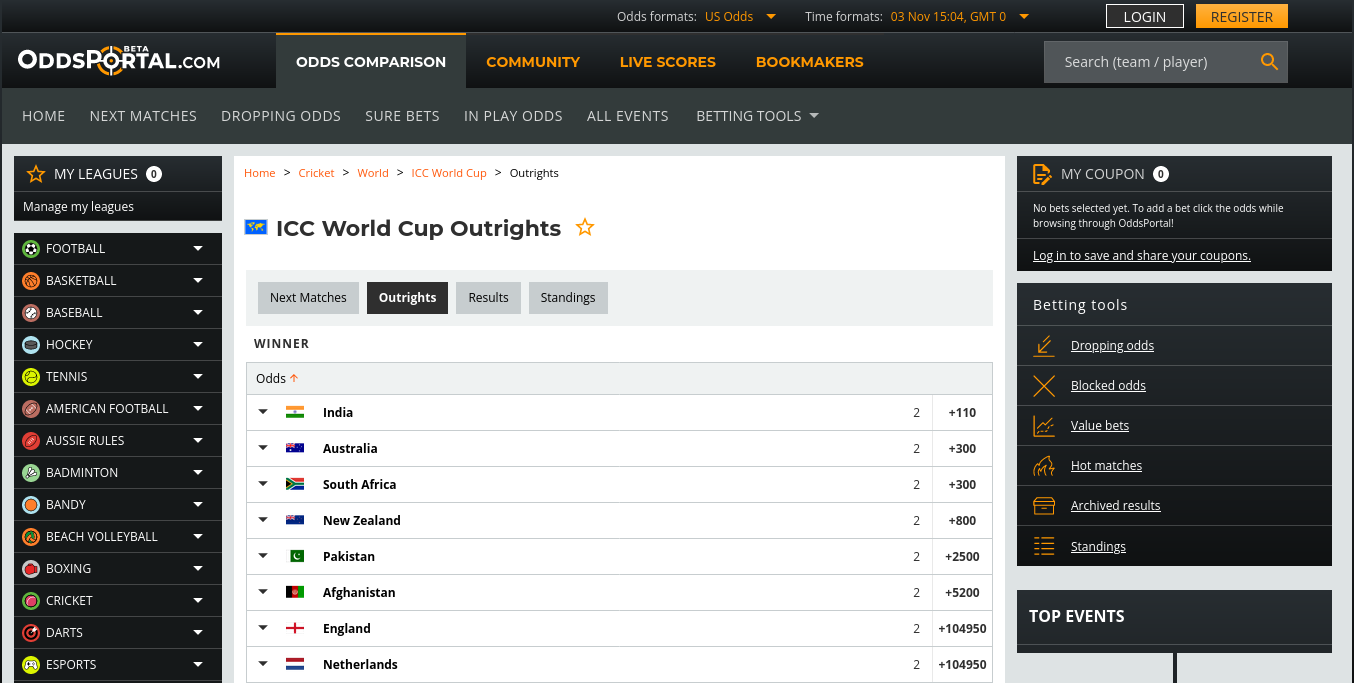 Odds formats: US Odds Time formats: 03 Nov 15:04, GMT 0 LOGIN REGISTER
ODDSPORTAL.COM BETA ODDS COMPARISON COMMUNITY LIVE SCORES BOOKMAKERS Search (team / player)
HOME NEXT MATCHES DROPPING ODDS SURE BETS IN PLAY ODDS ALL EVENTS BETTING TOOLS
MY LEAGUES 0
Manage my leagues
FOOTBALL
BASKETBALL
BASEBALL
HOCKEY
TENNIS
AMERICAN FOOTBALL
AUSSIE RULES
BADMINTON
BANDY
BEACH VOLLEYBALL
BOXING
CRICKET
DARTS
ESPORTS
Home > Cricket > World > ICC World Cup > Outrights
ICC World Cup Outrights
Next Matches Outrights Results Standings
WINNER
Odds
India 2 +110
Australia 2 +300
South Africa 2 +300
New Zealand 2 +800
Pakistan 2 +2500
Afghanistan 2 +5200
England 2 +104950
Netherlands 2 +104950
MY COUPON 0
No bets selected yet. To add a bet click the odds while
browsing through OddsPortal!
Log in to save and share your coupons.
Betting tools
Dropping odds
Blocked odds
Value bets
Hot matches
Archived results
Standings
TOP EVENTS